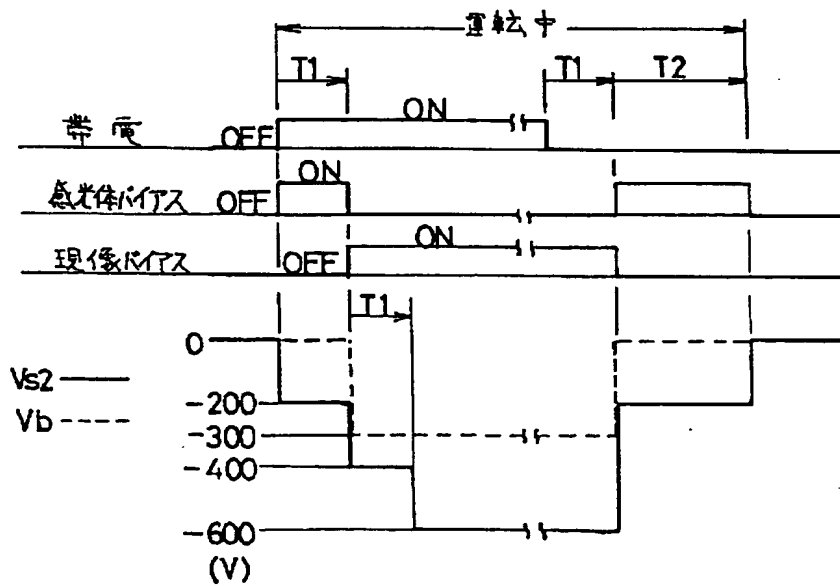 運転中
T1 T1 T2
帯電 OFF ON
感光体バイアス OFF ON
現像バイアス OFF ON
T1
0
Vs2
-200
Vb
-300
-400
-600
(V)